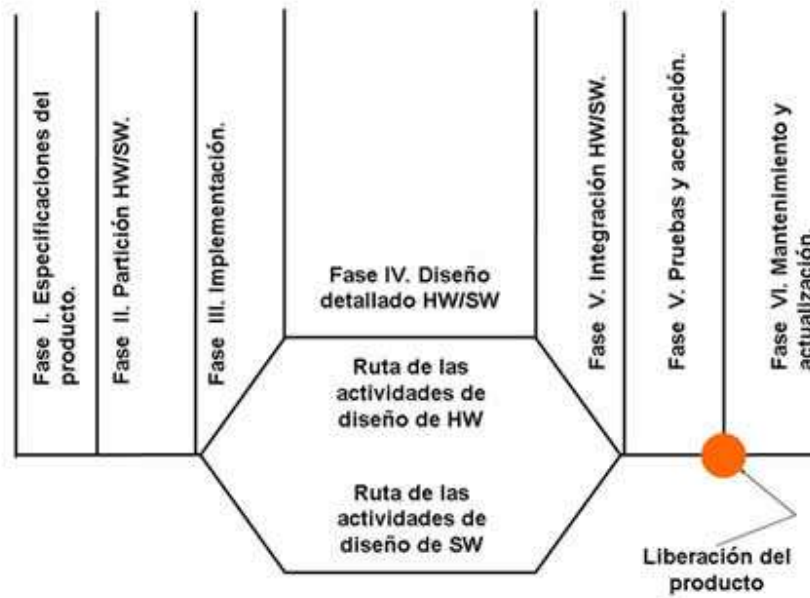 Fase I. Especificaciones del
producto.
Fase II. Partición HW/SW.
Fase III. Implementación.
Fase IV. Diseño
detallado HW/SW
Ruta de las
actividades de
diseño de HW
Ruta de las
actividades de
diseño de SW
Fase V. Integración HW/SW.
Fase V. Pruebas y aceptación.
Fase VI. Mantenimiento y
actualización.
Liberación del
producto